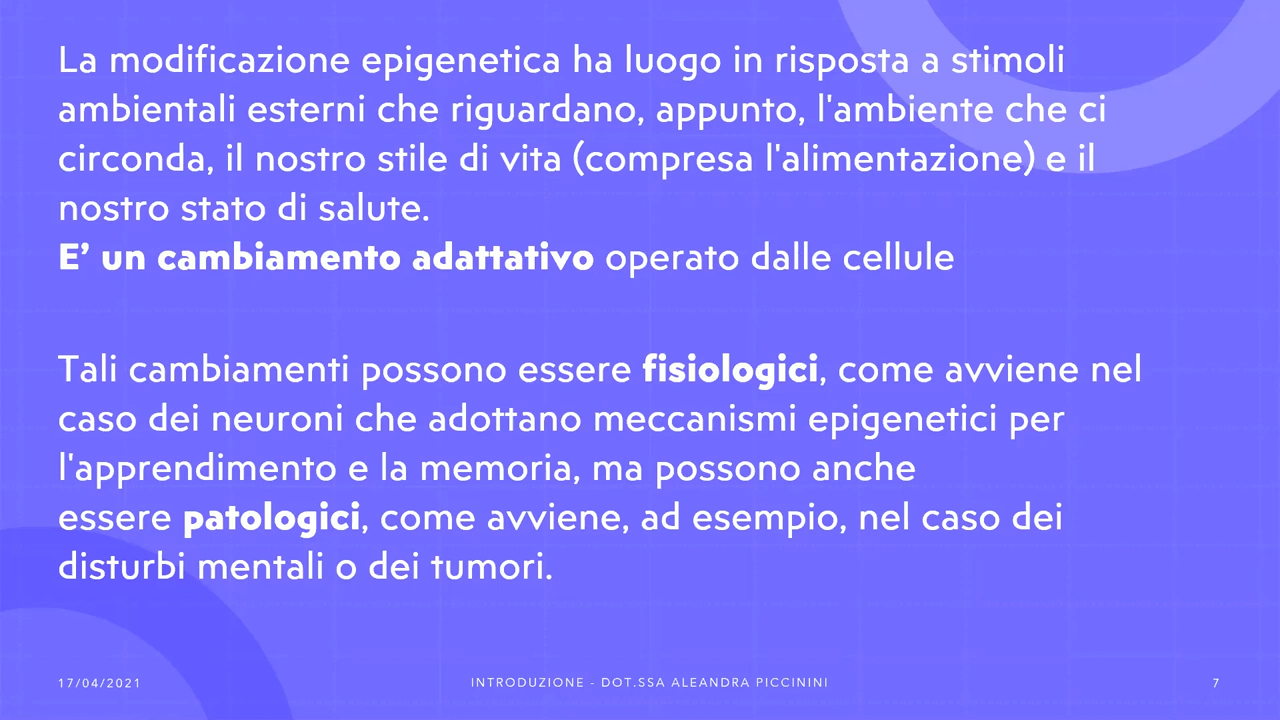 La modificazione epigenetica ha luogo in risposta a stimoli
ambientali esterni che riguardano, appunto, l'ambiente che ci
circonda, il nostro stile di vita (compresa l'alimentazione) e il
nostro stato di salute.
E’ un cambiamento adattativo operato dalle cellule
Tali cambiamenti possono essere fisiologici, come avviene nel
caso dei neuroni che adottano meccanismi epigenetici per
l'apprendimento e la memoria, ma possono anche
essere patologici, come avviene, ad esempio, nel caso dei
disturbi mentali o dei tumori.
17/04/2021
INTRODUZIONE - DOT.SSA ALEANDRA PICCININI
7